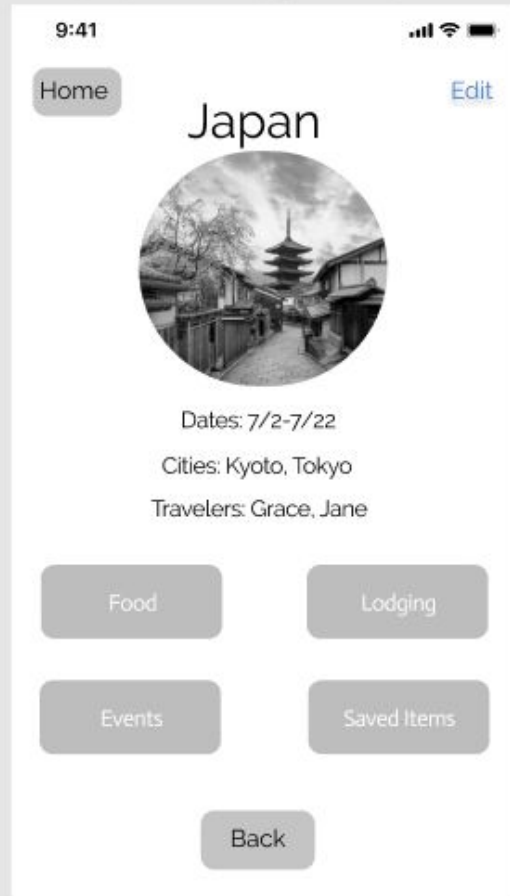 9:41
Home
Edit
Japan
Dates: 7/2-7/22
Cities: Kyoto, Tokyo
Travelers: Grace, Jane
Food
Lodging
Events
Saved Items
Back